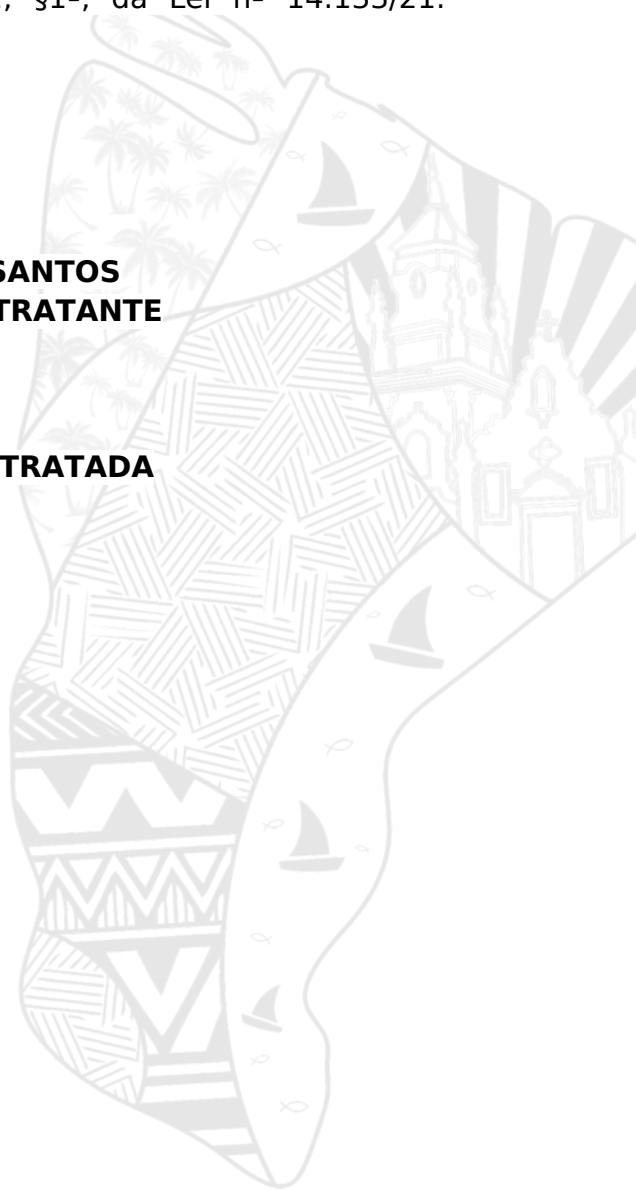 §1º, da Lei nº 14.133/21.
SANTOS
TRATANTE
TRATADA